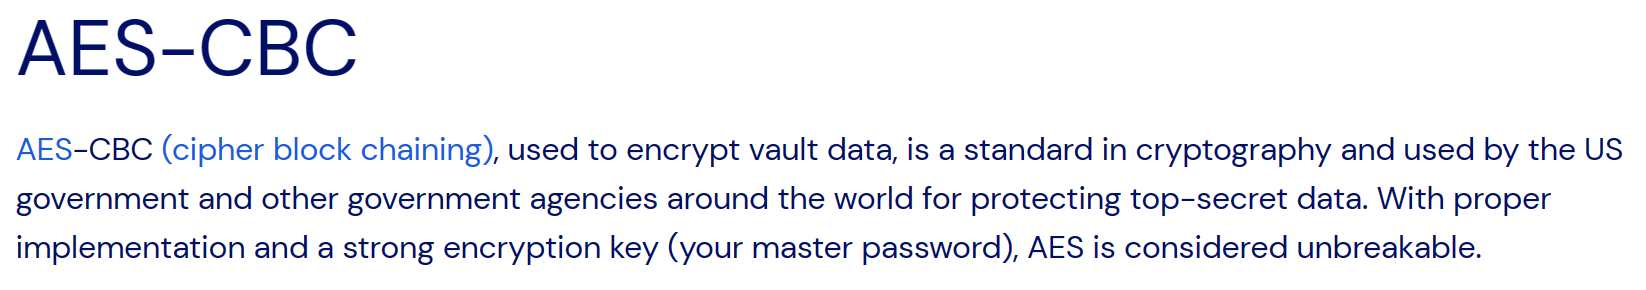 AES-CBC
AES-CBC (cipher block chaining), used to encrypt vault data, is a standard in cryptography and used by the US
government and other government agencies around the world for protecting top-secret data. With proper
implementation and a strong encryption key (your master password), AES is considered unbreakable.